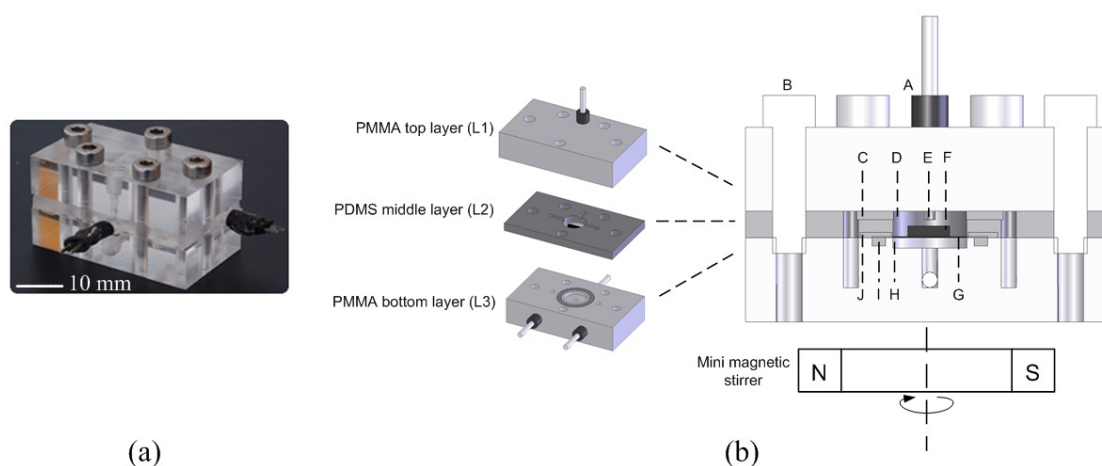 B
A
PMMA top layer (L1)
C D E F
PDMS middle layer (L2)
PMMA bottom layer (L3)
J I H G
10 mm
Mini magnetic
stirrer
N S
(a) (b)